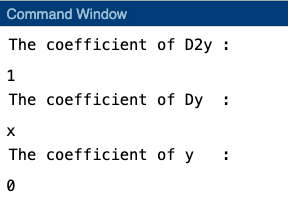 Command Window
The coefficient of D2y :
1
The coefficient of Dy  :
x
The coefficient of y   :
0